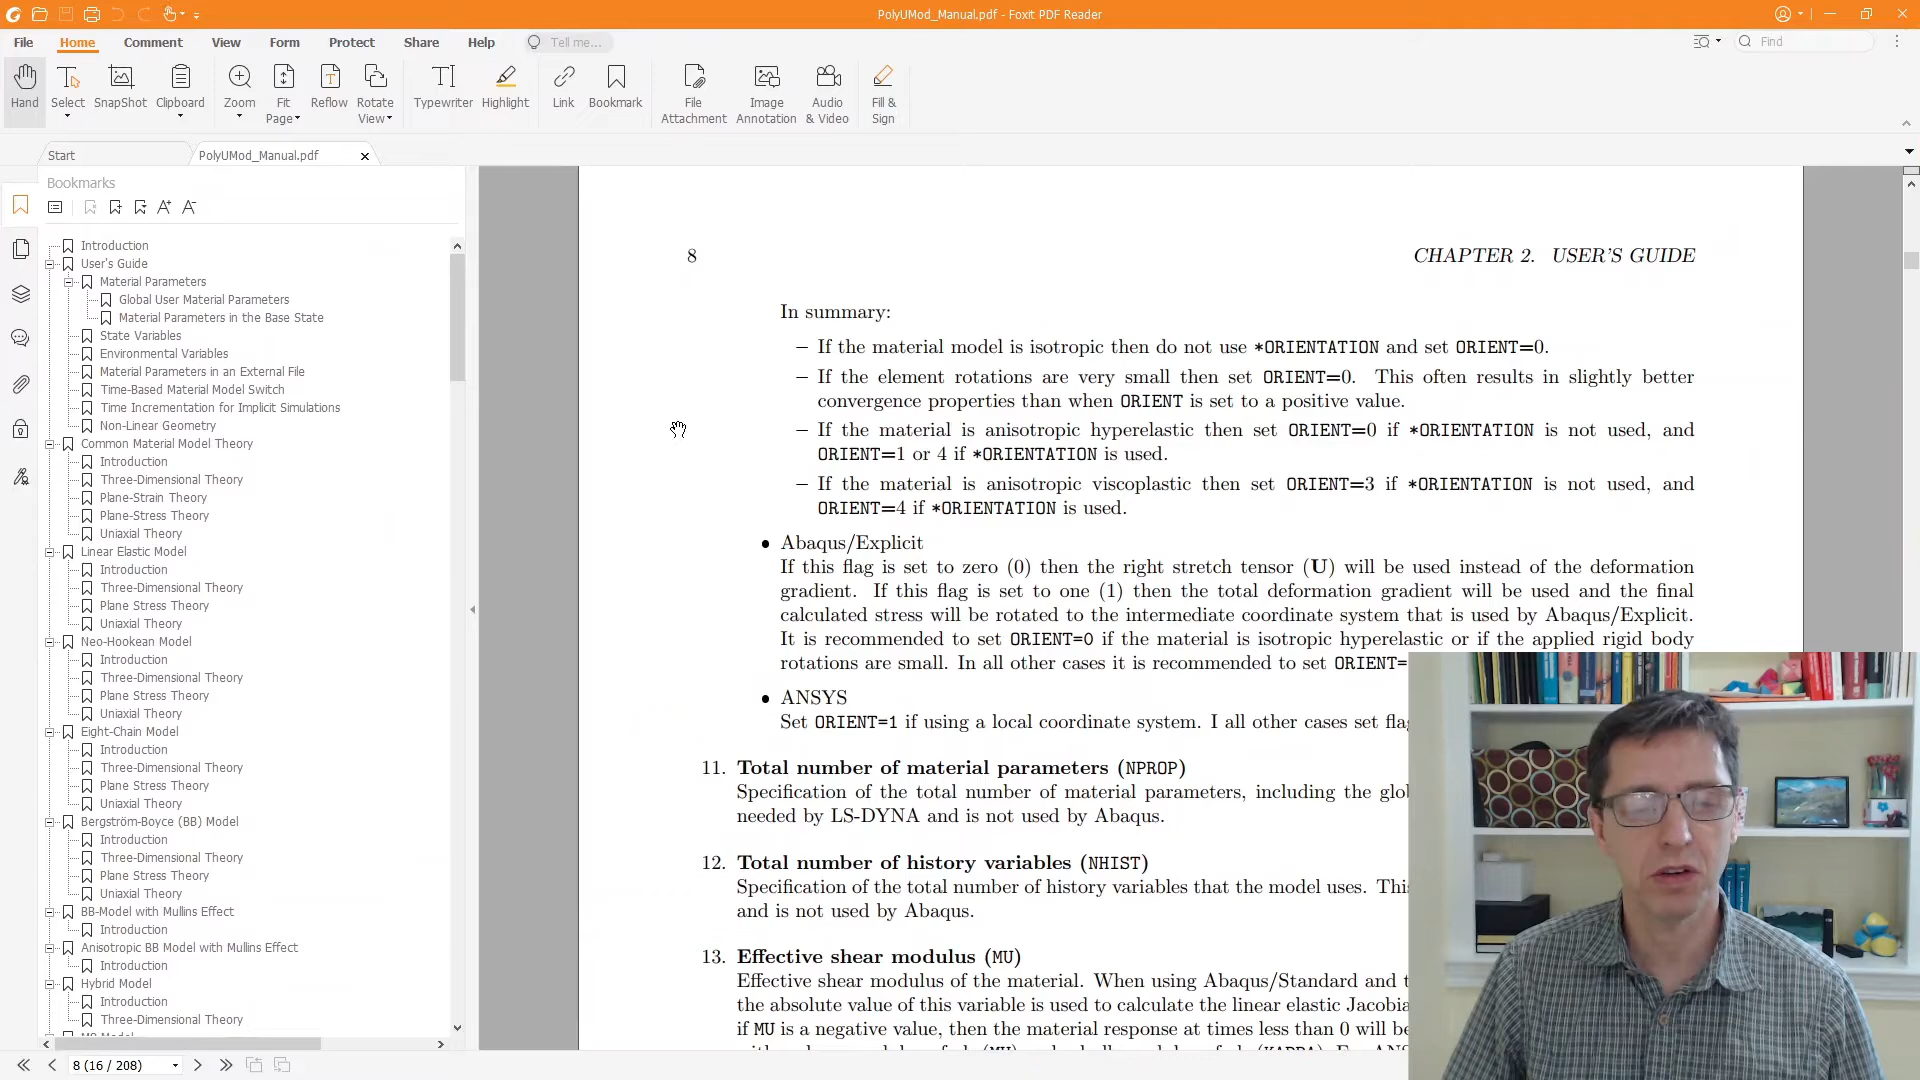 PolyUMod_Manual.pdf - Foxit PDF Reader
File
Home
Comment
View
Form
Protect
Share
Help
Tell me...
Find
Hand
Select
SnapShot
Clipboard
Zoom
Fit
Page
Reflow
Rotate
View
Typewriter
Highlight
Link
Bookmark
File
Attachment
Image
Annotation
Audio
& Video
Fill &
Sign
Start
PolyUMod_Manual.pdf
Bookmarks
Introduction
User's Guide
Material Parameters
Global User Material Parameters
Material Parameters in the Base State
State Variables
Environmental Variables
Material Parameters in an External File
Time-Based Material Model Switch
Time Incrementation for Implicit Simulations
Non-Linear Geometry
Common Material Model Theory
Introduction
Three-Dimensional Theory
Plane-Strain Theory
Plane-Stress Theory
Uniaxial Theory
Linear Elastic Model
Introduction
Three-Dimensional Theory
Plane Stress Theory
Uniaxial Theory
Neo-Hookean Model
Introduction
Three-Dimensional Theory
Plane Stress Theory
Uniaxial Theory
Eight-Chain Model
Introduction
Three-Dimensional Theory
Plane Stress Theory
Uniaxial Theory
Bergström-Boyce (BB) Model
Introduction
Three-Dimensional Theory
Plane Stress Theory
Uniaxial Theory
BB-Model with Mullins Effect
Introduction
Anisotropic BB Model with Mullins Effect
Introduction
Hybrid Model
Introduction
Three-Dimensional Theory
8 (16 / 208)
8 CHAPTER 2. USER'S GUIDE
In summary:
– If the material model is isotropic then do not use *ORIENTATION and set ORIENT=0.
– If the element rotations are very small then set ORIENT=0. This often results in slightly better
convergence properties than when ORIENT is set to a positive value.
– If the material is anisotropic hyperelastic then set ORIENT=0 if *ORIENTATION is not used, and
ORIENT=1 or 4 if *ORIENTATION is used.
– If the material is anisotropic viscoplastic then set ORIENT=3 if *ORIENTATION is not used, and
ORIENT=4 if *ORIENTATION is used.
• Abaqus/Explicit
If this flag is set to zero (0) then the right stretch tensor (U) will be used instead of the deformation
gradient. If this flag is set to one (1) then the total deformation gradient will be used and the final
calculated stress will be rotated to the intermediate coordinate system that is used by Abaqus/Explicit.
It is recommended to set ORIENT=0 if the material is isotropic hyperelastic or if the applied rigid body
rotations are small. In all other cases it is recommended to set ORIENT=
• ANSYS
Set ORIENT=1 if using a local coordinate system. I all other cases set flag
11. Total number of material parameters (NPROP)
Specification of the total number of material parameters, including the glo
needed by LS-DYNA and is not used by Abaqus.
12. Total number of history variables (NHIST)
Specification of the total number of history variables that the model uses. This
and is not used by Abaqus.
13. Effective shear modulus (MU)
Effective shear modulus of the material. When using Abaqus/Standard and t
the absolute value of this variable is used to calculate the linear elastic Jacobia
if MU is a negative value, then the material response at times less than 0 will be